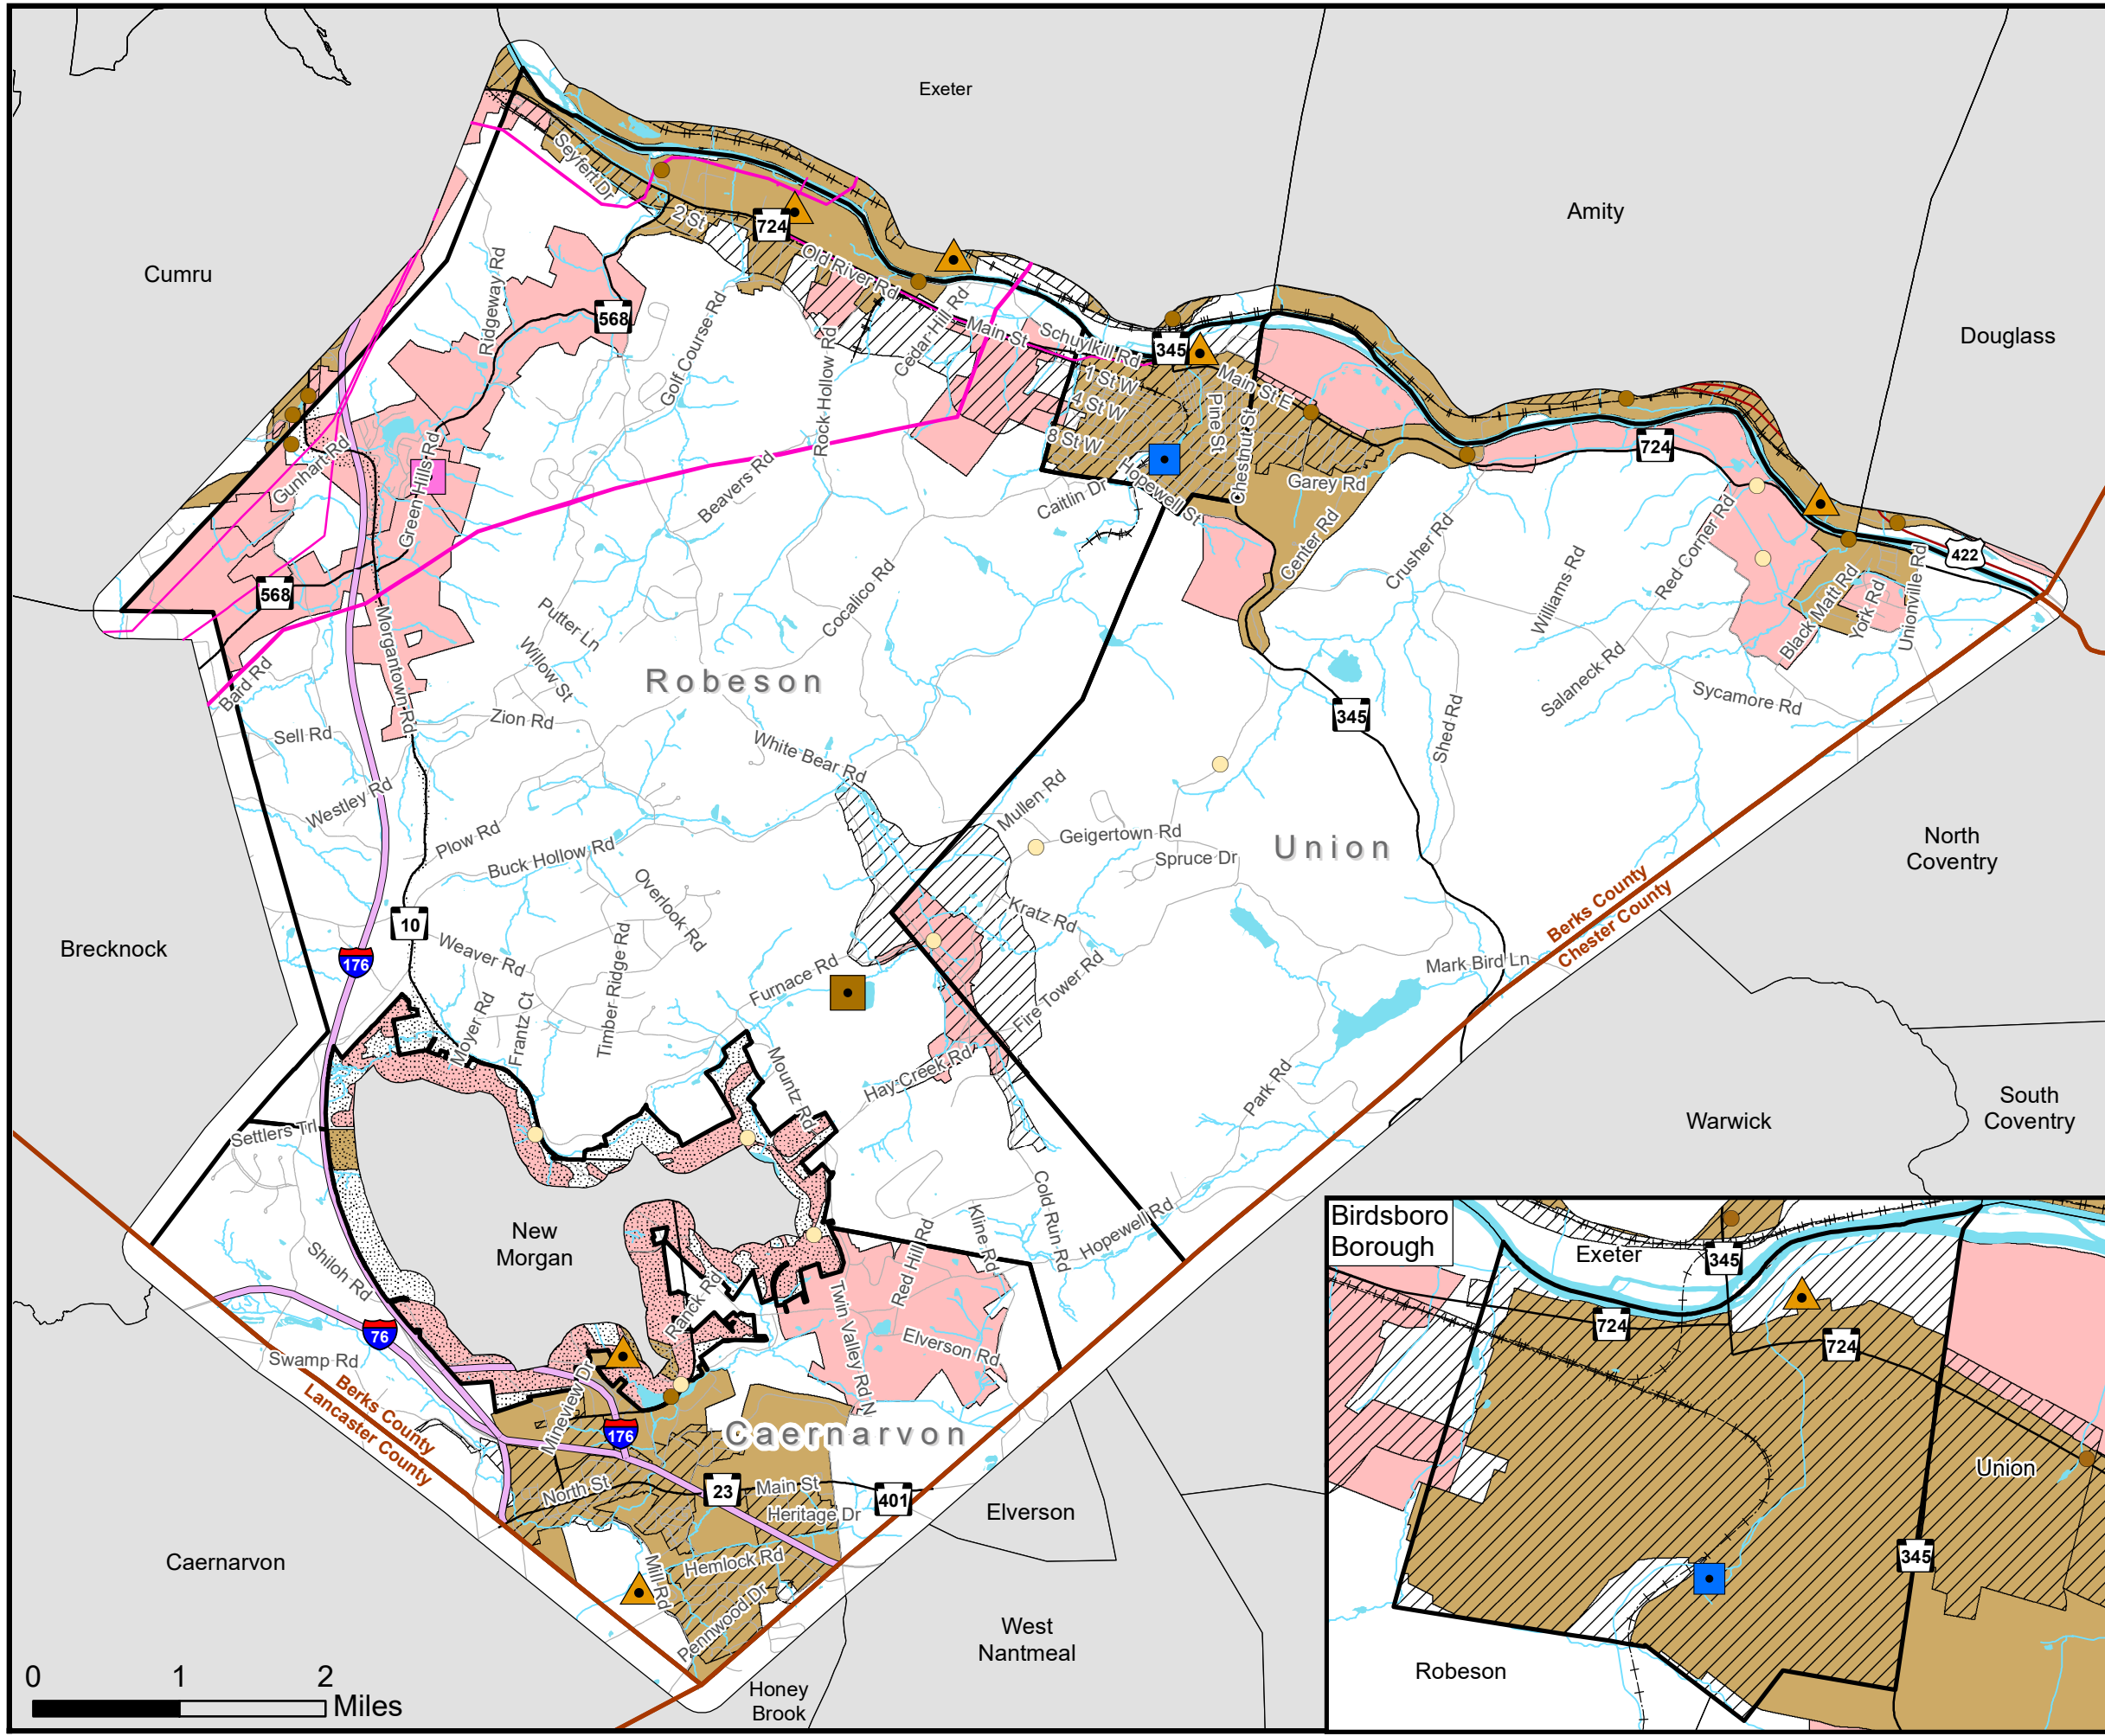 Exeter
Amity
Cumru
Douglass
Seyfert Dr
2 St
724
Old River Rd
Ridgeway Rd
568
Golf Course Rd
Rock Hollow Rd
Cedar Hill Rd
Main St
Schuylkill Rd
345
1 St W
4 St W
8 St W
Main St E
Pine St
Chestnut St
Hopewell St
Garey Rd
Caitlin Dr
Center Rd
Crusher Rd
724
Red Corner Rd
Williams Rd
Salaneck Rd
Sycamore Rd
Black Matt Rd
York Rd
Unionville Rd
422
Gunhart Rd
Green Hills Rd
568
Bard Rd
Morgantown Rd
Beavers Rd
Cocalico Rd
Putter Ln
Willow St
Robeson
Zion Rd
Sell Rd
White Bear Rd
345
Shed Rd
Westley Rd
Plow Rd
Buck Hollow Rd
Mullen Rd
Geigertown Rd
Spruce Dr
Union
North
Coventry
Overlook Rd
Kratz Rd
Brecknock
10
176
Weaver Rd
Timber Ridge Rd
Furnace Rd
Fire Tower Rd
Mark Bird Ln
Berks County
Chester County
Moyer Rd
Frantz Ct
Mountz Rd
Hay Creek Rd
Park Rd
Warwick
South
Coventry
Settlers Trl
New
Morgan
Cold Run Rd
Kline Rd
Hopewell Rd
Red Hill Rd
Shiloh Rd
Ranck Rd
Twin Valley Rd N
Elverson Rd
76
Swamp Rd
Berks County
Lancaster County
Mineview Dr
176
Caernarvon
North St
23
Main St
401
Heritage Dr
Elverson
Caernarvon
Hemlock Rd
Mill Rd
Pennwood Dr
West
Nantmeal
Honey
Brook
0 1 2
Miles
Birdsboro
Borough
Exeter
345
724
724
Union
345
Robeson